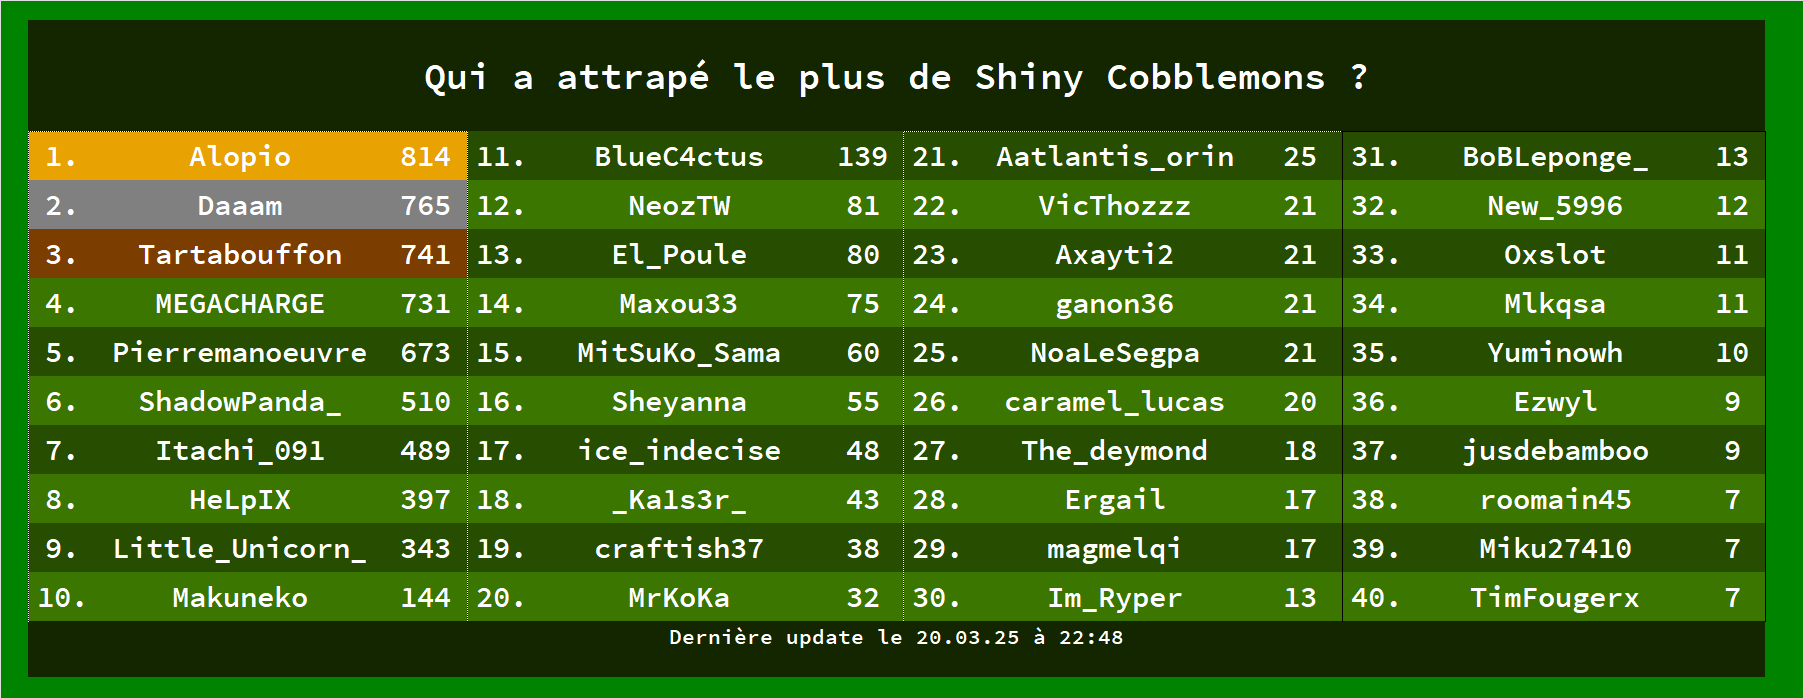 Qui a attrapé le plus de Shiny Cobblemons ?
1. Alopio 814 11. BlueC4ctus 139 21. Aatlantis_orin 25 31. BoBLeponge_ 13
2. Daaam 765 12. NeozTW 81 22. VicThozzz 21 32. New_5996 12
3. Tartabouffon 741 13. El_Poule 80 23. Axayti2 21 33. Oxslot 11
4. MEGACHARGE 731 14. Maxou33 75 24. ganon36 21 34. Mlkqsa 11
5. Pierremanoeuvre 673 15. MitSuKo_Sama 60 25. NoaLeSegpa 21 35. Yuminowh 10
6. ShadowPanda_ 510 16. Sheyanna 55 26. caramel_lucas 20 36. Ezwyl 9
7. Itachi_091 489 17. ice_indecise 48 27. The_deymond 18 37. jusdebamboo 9
8. HeLpIX 397 18. _Ka1s3r_ 43 28. Ergail 17 38. roomain45 7
9. Little_Unicorn_ 343 19. craftish37 38 29. magmelqi 17 39. Miku27410 7
10. Makuneko 144 20. MrKoKa 32 30. Im_Ryper 13 40. TimFougerx 7
Dernière update le 20.03.25 à 22:48